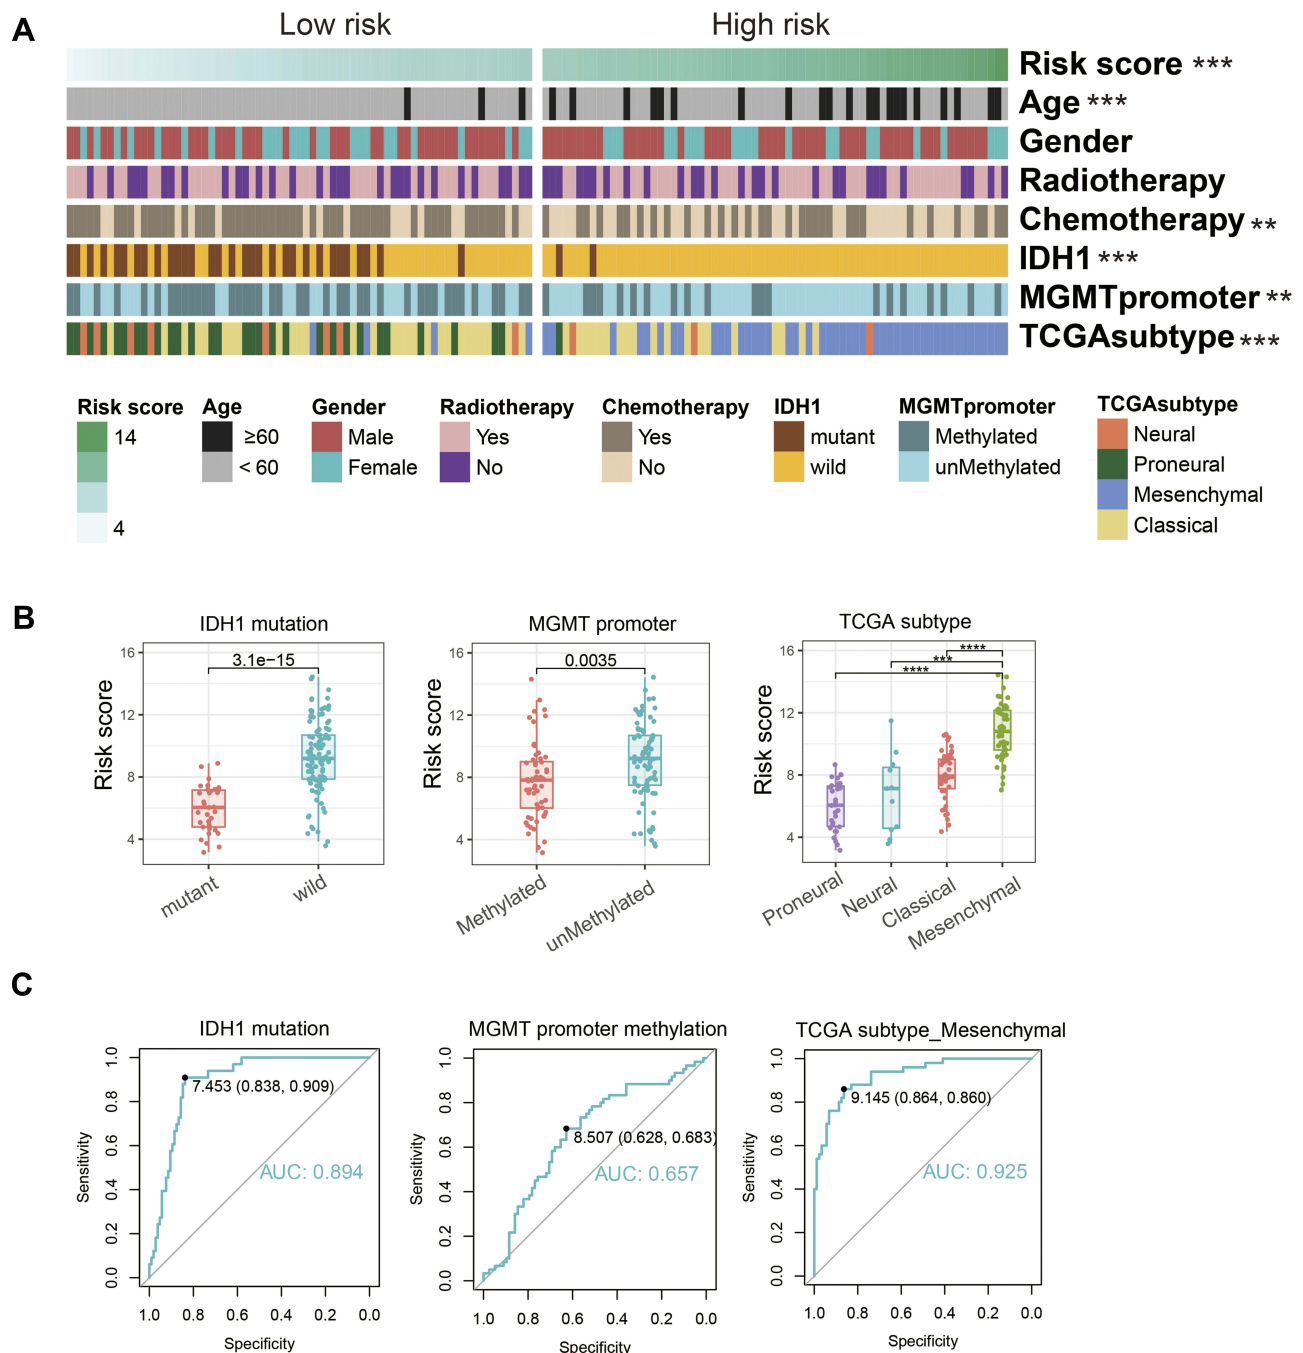 A
Low risk
High risk
Risk score ***
Age ***
Gender
Radiotherapy
Chemotherapy **
IDH1 ***
MGMTpromoter **
TCGAsubtype ***
Risk score
14
4
Age
≥60
< 60
Gender
Male
Female
Radiotherapy
Yes
No
Chemotherapy
Yes
No
IDH1
mutant
wild
MGMTpromoter
Methylated
unMethylated
TCGAsubtype
Neural
Proneural
Mesenchymal
Classical
B
IDH1 mutation
3.1e−15
Risk score
16
12
8
4
mutant
wild
MGMT promoter
0.0035
Risk score
16
12
8
4
Methylated
unMethylated
TCGA subtype
****
***
****
Risk score
16
12
8
4
Proneural
Neural
Classical
Mesenchymal
C
IDH1 mutation
7.453 (0.838, 0.909)
AUC: 0.894
Sensitivity
1.0
0.8
0.6
0.4
0.2
0.0
1.0 0.8 0.6 0.4 0.2 0.0
Specificity
MGMT promoter methylation
8.507 (0.628, 0.683)
AUC: 0.657
Sensitivity
1.0
0.8
0.6
0.4
0.2
0.0
1.0 0.8 0.6 0.4 0.2 0.0
Specificity
TCGA subtype_Mesenchymal
9.145 (0.864, 0.860)
AUC: 0.925
Sensitivity
1.0
0.8
0.6
0.4
0.2
0.0
1.0 0.8 0.6 0.4 0.2 0.0
Specificity